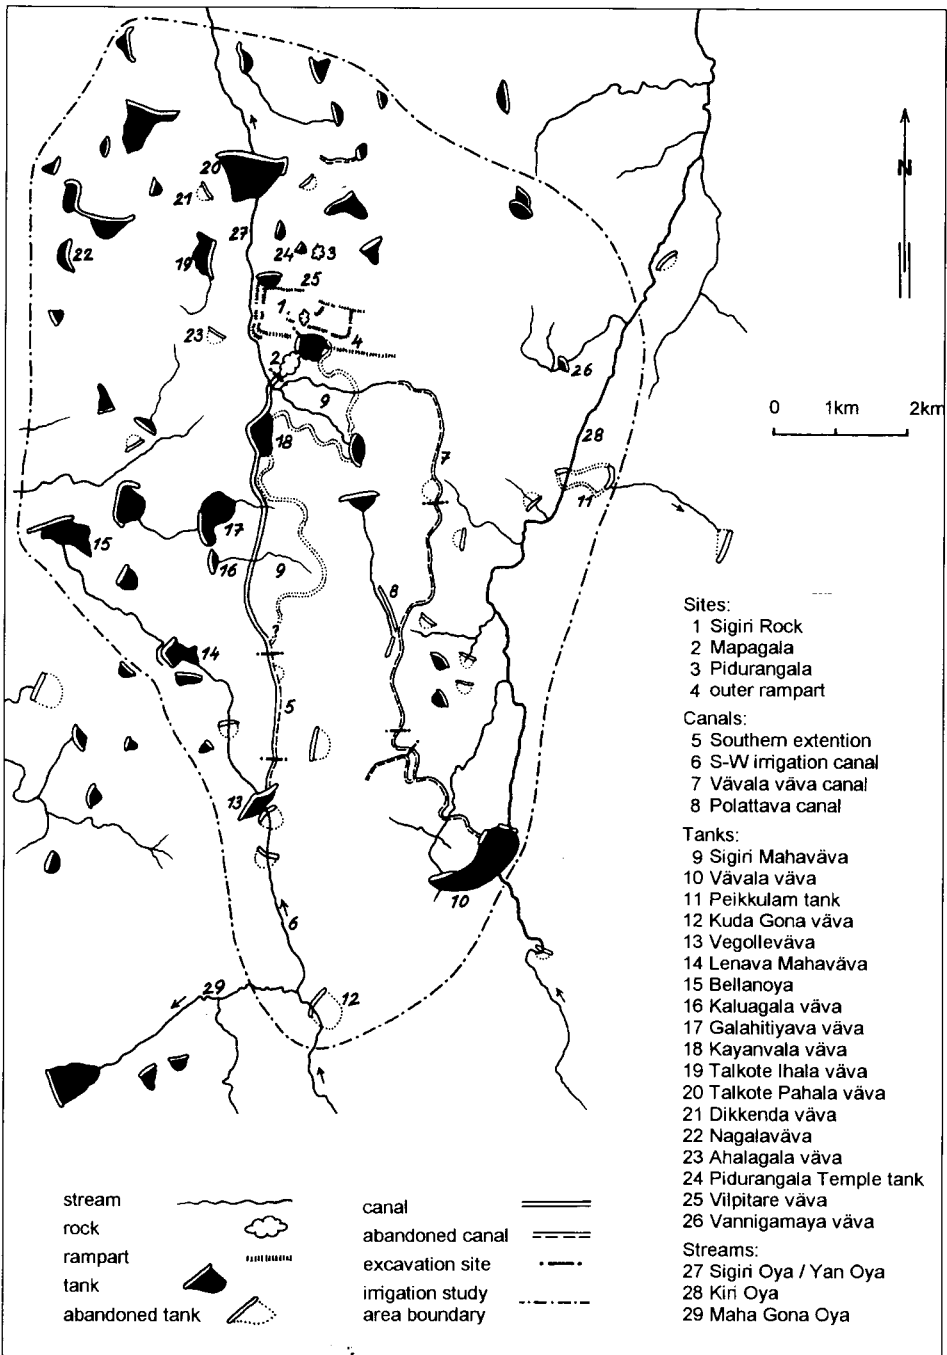 20
21
27
22
19
24
3
25
1
23
4
2
26
9
28
18
7
11
15
17
16
9
8
14
?
5
13
10
6
29
12
N
0 1km 2km
Sites:
1 Sigiri Rock
2 Mapagala
3 Pidurangala
4 outer rampart
Canals:
5 Southern extention
6 S-W irrigation canal
7 Vävala väva canal
8 Polattava canal
Tanks:
9 Sigiri Mahaväva
10 Vävala väva
11 Peikkulam tank
12 Kuda Gona väva
13 Vegolleväva
14 Lenava Mahaväva
15 Bellanoya
16 Kaluagala väva
17 Galahitiyava väva
18 Kayanvala väva
19 Talkote Ihala väva
20 Talkote Pahala väva
21 Dikkenda väva
22 Nagalaväva
23 Ahalagala väva
24 Pidurangala Temple tank
25 Vilpitare väva
26 Vannigamaya väva
Streams:
27 Sigiri Oya / Yan Oya
28 Kiri Oya
29 Maha Gona Oya
stream
rock
rampart
tank
abandoned tank
canal
abandoned canal
excavation site
irrigation study
area boundary